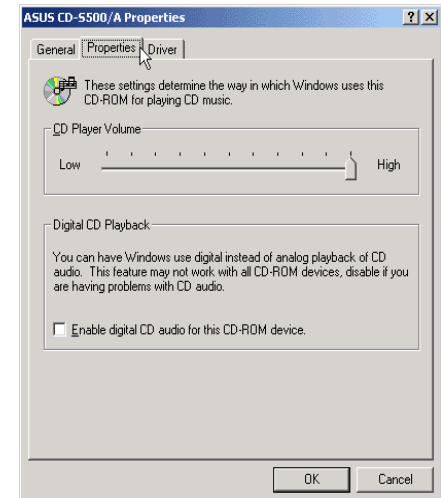 ASUS CD-S500/A Properties
General Properties Driver
These settings determine the way in which Windows uses this
CD-ROM for playing CD music.
CD Player Volume
Low High
Digital CD Playback
You can have Windows use digital instead of analog playback of CD
audio. This feature may not work with all CD-ROM devices, disable if you
are having problems with CD audio.
Enable digital CD audio for this CD-ROM device.
OK Cancel